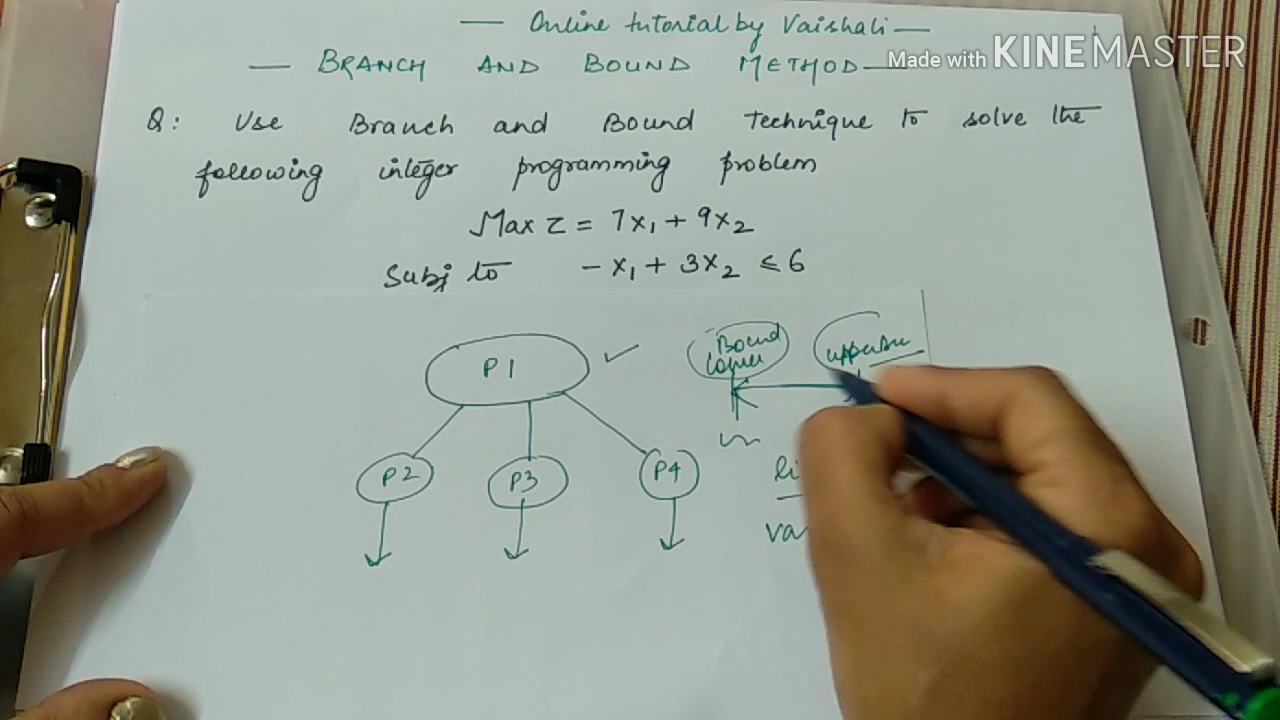 — Online tutorial by Vaishali —
Made with KINEMASTER
— BRANCH AND BOUND METHOD —
Q: Use Branch and Bound Technique to solve the
following integer programming problem
Max Z = 7x₁ + 9x₂
Subj to - x₁ + 3x₂ ≤ 6
P1
Bound
lower
upper
P2 P3 P4